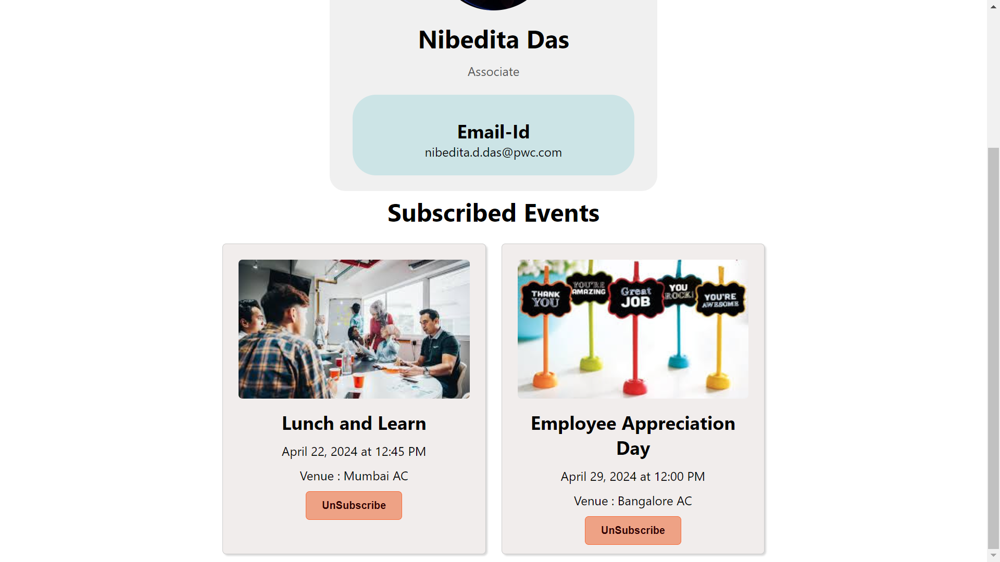 Nibedita Das
Associate
Email-Id
nibedita.d.das@pwc.com
Subscribed Events
THANK
YOU
YOU'RE
AMAZING
Great
JOB
YOU
ROCK!
YOU'RE
AWESOME
Lunch and Learn
April 22, 2024 at 12:45 PM
Venue : Mumbai AC
UnSubscribe
Employee Appreciation
Day
April 29, 2024 at 12:00 PM
Venue : Bangalore AC
UnSubscribe